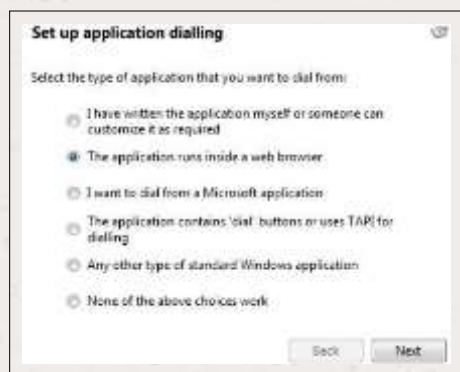 Set up application dialling
Select the type of application that you want to dial from:
I have written the application myself or someone can
customize it as required
The application runs inside a web browser
I want to dial from a Microsoft application
The application contains 'dial' buttons or uses TAPI for
dialling
Any other type of standard Windows application
None of the above choices work
Back
Next